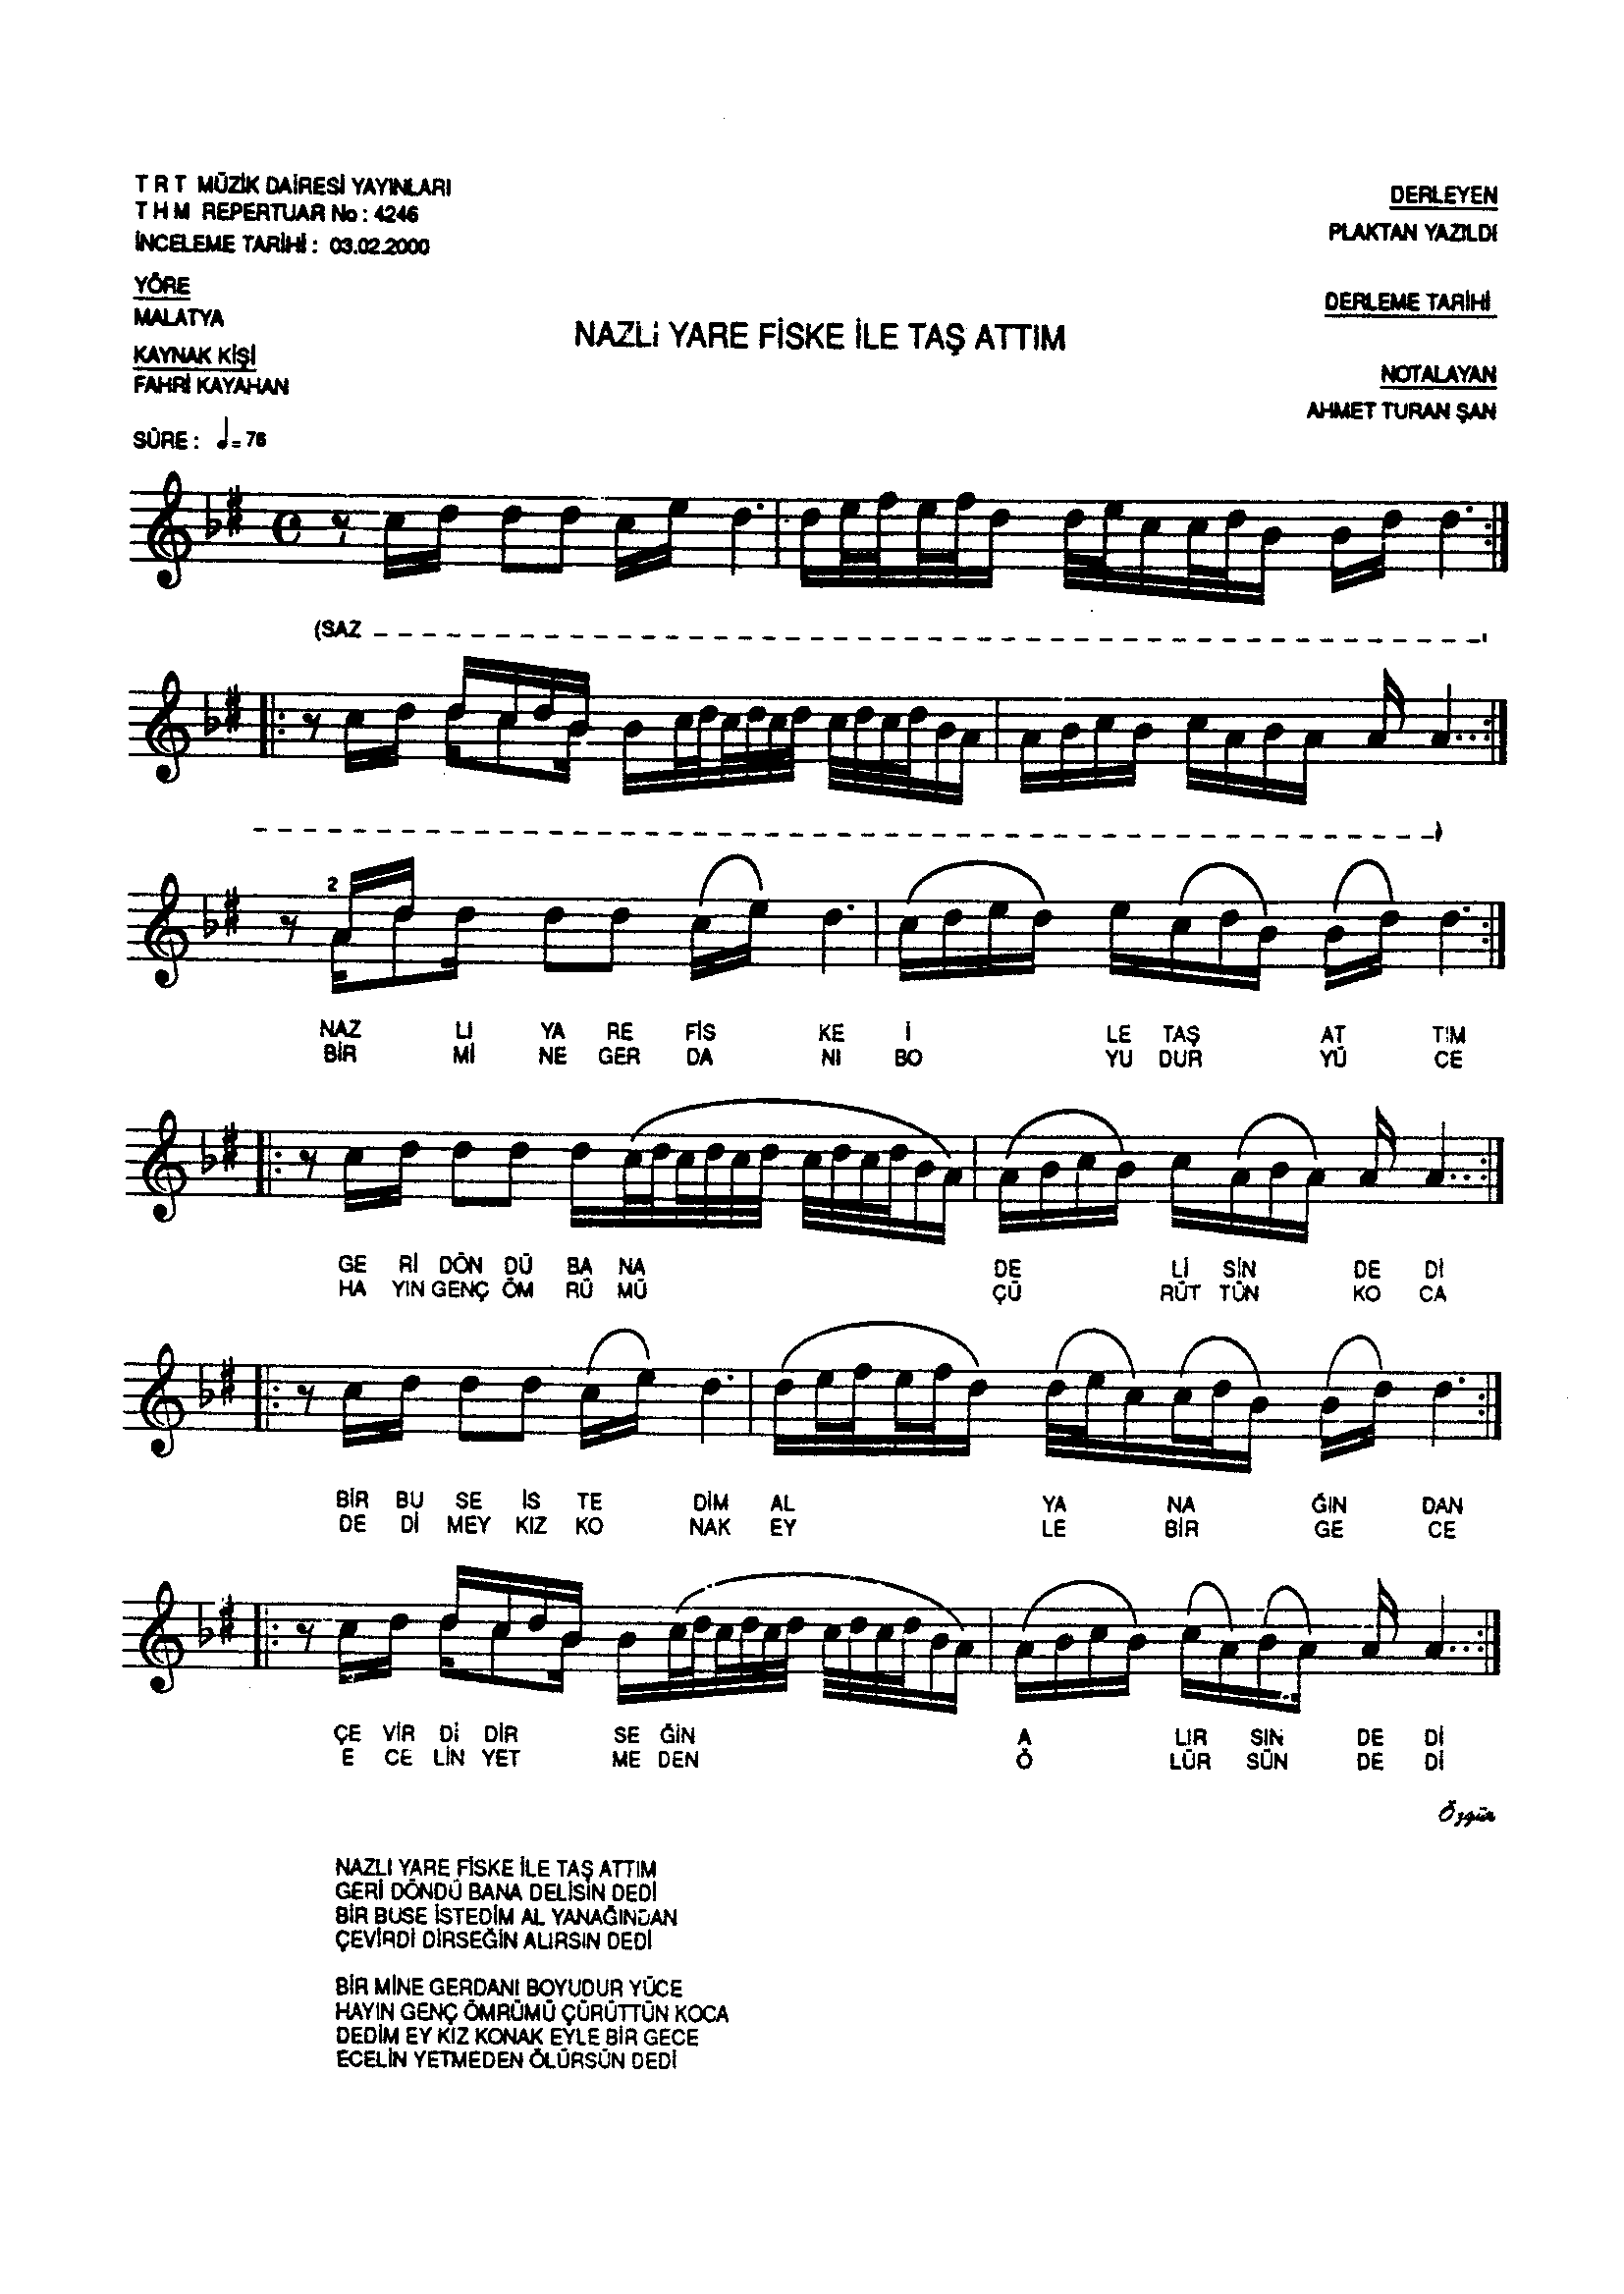 T R T MÜZİK DAİRESİ YAYINLARI
T H M REPERTUAR No : 4246
İNCELEME TARİHİ : 03.02.2000
YÖRE
MALATYA
KAYNAK KİŞİ
FAHRİ KAYAHAN
SÜRE : ♩= 76
NAZLı YARE FİSKE İLE TAŞ ATTIM
DERLEYEN
PLAKTAN YAZILDI
DERLEME TARİHİ
NOTALAYAN
AHMET TURAN ŞAN
(SAZ
2
NAZ LI YA RE FİS KE İ LE TAŞ AT TIM
BİR Mİ NE GER DA NI BO YU DUR YÜ CE
GE Rİ DÖN DÜ BA NA DE Lİ SİN DE Dİ
HA YIN GENÇ ÖM RÜ MÜ ÇÜ RÜT TÜN KO CA
BİR BU SE İS TE DİM AL YA NA ĞIN DAN
DE Dİ MEY KIZ KO NAK EY LE BİR GE CE
ÇE VİR Dİ DİR SE ĞİN A LIR SIN DE Dİ
E CE LİN YET ME DEN Ö LÜR SÜN DE Dİ
Özgür
NAZLI YARE FİSKE İLE TAŞ ATTIM
GERİ DÖNDÜ BANA DELİSİN DEDİ
BİR BUSE İSTEDİM AL YANAĞINDAN
ÇEVİRDİ DİRSEĞİN ALIRSIN DEDİ
BİR MİNE GERDANI BOYUDUR YÜCE
HAYIN GENÇ ÖMRÜMÜ ÇÜRÜTTÜN KOCA
DEDİM EY KIZ KONAK EYLE BİR GECE
ECELİN YETMEDEN ÖLÜRSÜN DEDİ